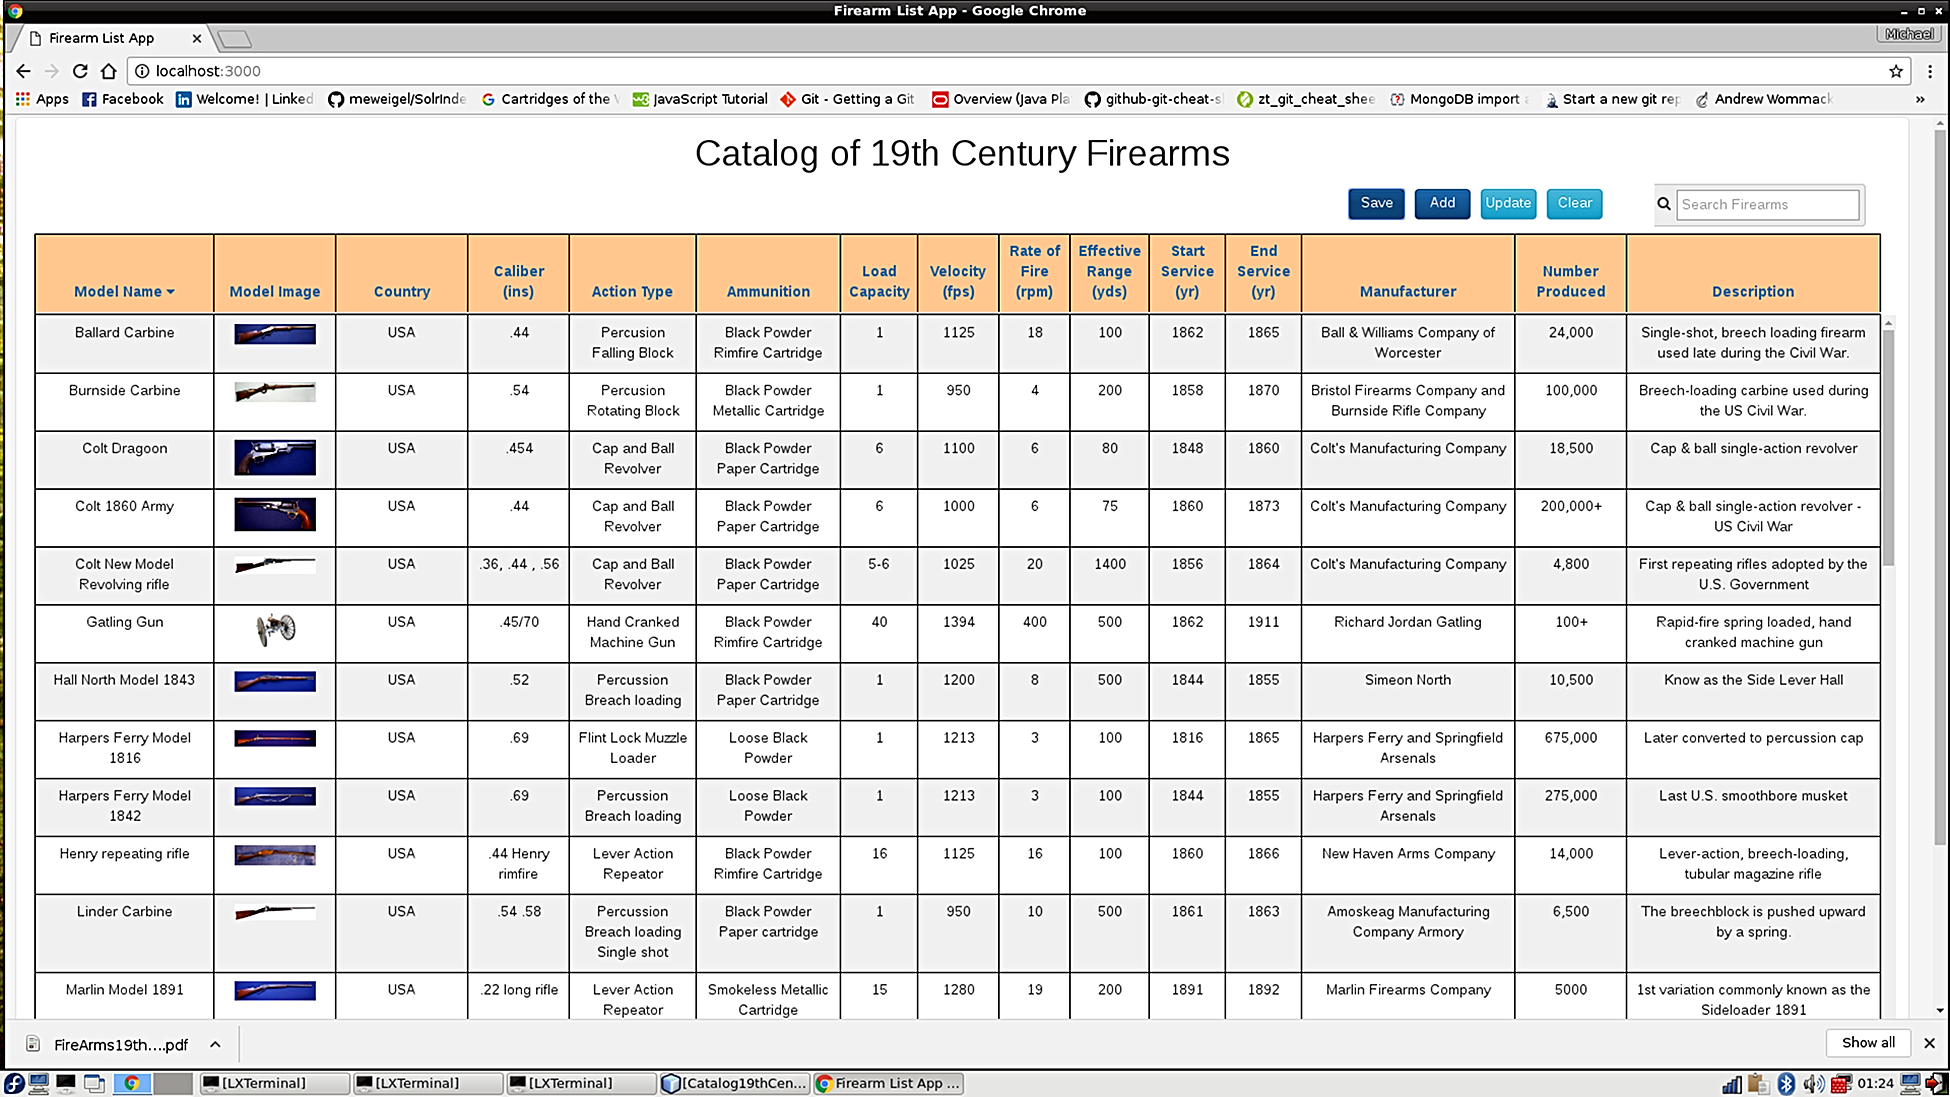 Firearm List App - Google Chrome
Firearm List App
Michael
localhost:3000
Apps Facebook Welcome! | Linked meweigel/SolrInde Cartridges of the JavaScript Tutorial Git - Getting a Git Overview (Java Pla github-git-cheat-s zt_git_cheat_shee MongoDB import Start a new git rep Andrew Wommack »
Catalog of 19th Century Firearms
Save Add Update Clear Search Firearms
Model Name Model Image Country Caliber (ins) Action Type Ammunition Load Capacity Velocity (fps) Rate of Fire (rpm) Effective Range (yds) Start Service (yr) End Service (yr) Manufacturer Number Produced Description
Ballard Carbine USA .44 Percusion Falling Block Black Powder Rimfire Cartridge 1 1125 18 100 1862 1865 Ball & Williams Company of Worcester 24,000 Single-shot, breech loading firearm used late during the Civil War.
Burnside Carbine USA .54 Percusion Rotating Block Black Powder Metallic Cartridge 1 950 4 200 1858 1870 Bristol Firearms Company and Burnside Rifle Company 100,000 Breech-loading carbine used during the US Civil War.
Colt Dragoon USA .454 Cap and Ball Revolver Black Powder Paper Cartridge 6 1100 6 80 1848 1860 Colt's Manufacturing Company 18,500 Cap & ball single-action revolver
Colt 1860 Army USA .44 Cap and Ball Revolver Black Powder Paper Cartridge 6 1000 6 75 1860 1873 Colt's Manufacturing Company 200,000+ Cap & ball single-action revolver - US Civil War
Colt New Model Revolving rifle USA .36, .44 , .56 Cap and Ball Revolver Black Powder Paper Cartridge 5-6 1025 20 1400 1856 1864 Colt's Manufacturing Company 4,800 First repeating rifles adopted by the U.S. Government
Gatling Gun USA .45/70 Hand Cranked Machine Gun Black Powder Rimfire Cartridge 40 1394 400 500 1862 1911 Richard Jordan Gatling 100+ Rapid-fire spring loaded, hand cranked machine gun
Hall North Model 1843 USA .52 Percussion Breach loading Black Powder Paper Cartridge 1 1200 8 500 1844 1855 Simeon North 10,500 Know as the Side Lever Hall
Harpers Ferry Model 1816 USA .69 Flint Lock Muzzle Loader Loose Black Powder 1 1213 3 100 1816 1865 Harpers Ferry and Springfield Arsenals 675,000 Later converted to percussion cap
Harpers Ferry Model 1842 USA .69 Percussion Breach loading Loose Black Powder 1 1213 3 100 1844 1855 Harpers Ferry and Springfield Arsenals 275,000 Last U.S. smoothbore musket
Henry repeating rifle USA .44 Henry rimfire Lever Action Repeator Black Powder Rimfire Cartridge 16 1125 16 100 1860 1866 New Haven Arms Company 14,000 Lever-action, breech-loading, tubular magazine rifle
Linder Carbine USA .54 .58 Percussion Breach loading Single shot Black Powder Paper cartridge 1 950 10 500 1861 1863 Amoskeag Manufacturing Company Armory 6,500 The breechblock is pushed upward by a spring.
Marlin Model 1891 USA .22 long rifle Lever Action Repeator Smokeless Metallic Cartridge 15 1280 19 200 1891 1892 Marlin Firearms Company 5000 1st variation commonly known as the Sideloader 1891
FireArms19th....pdf Show all
[LXTerminal] [LXTerminal] [LXTerminal] [Catalog19thCen... Firearm List App ... 01:24